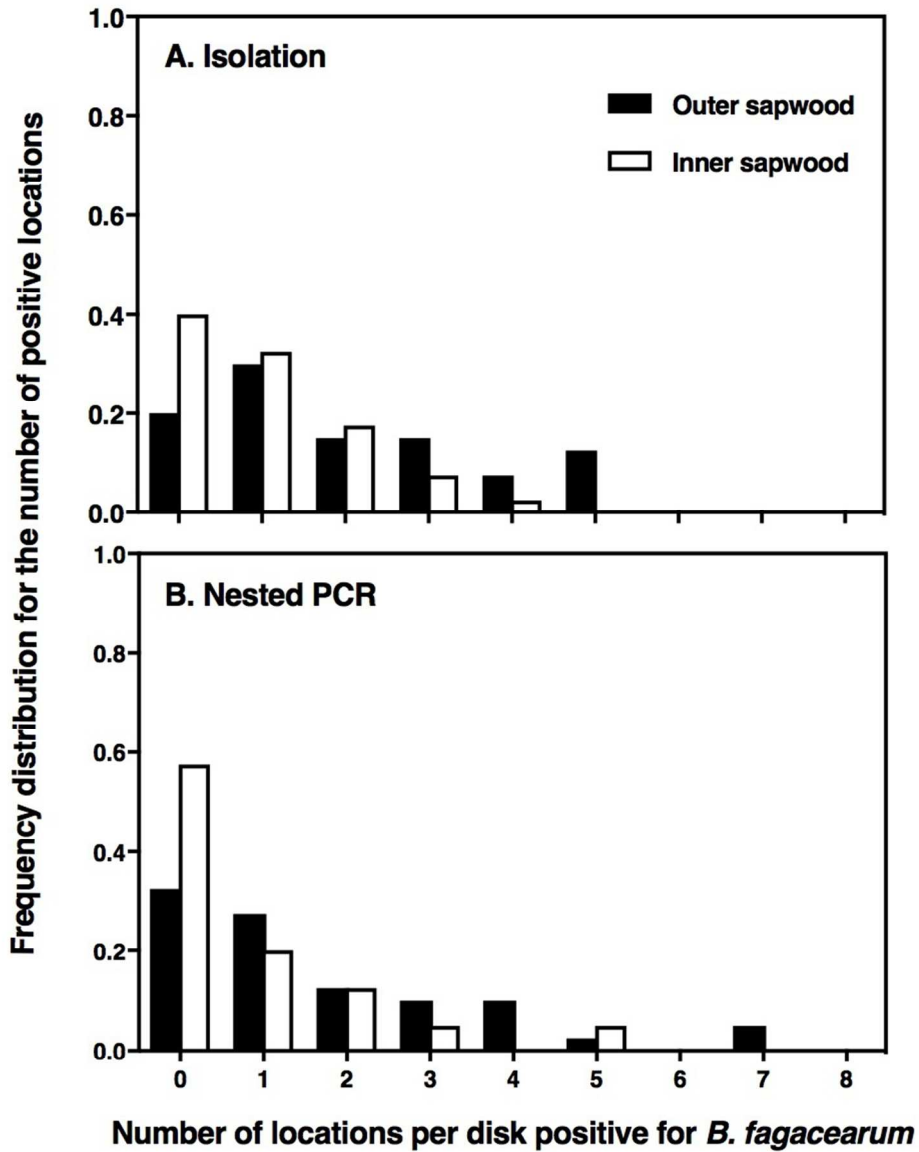 Frequency distribution for the number of positive locations
A. Isolation
Outer sapwood
Inner sapwood
1.0
0.8
0.6
0.4
0.2
0.0
B. Nested PCR
1.0
0.8
0.6
0.4
0.2
0.0
0 1 2 3 4 5 6 7 8
Number of locations per disk positive for B. fagacearum